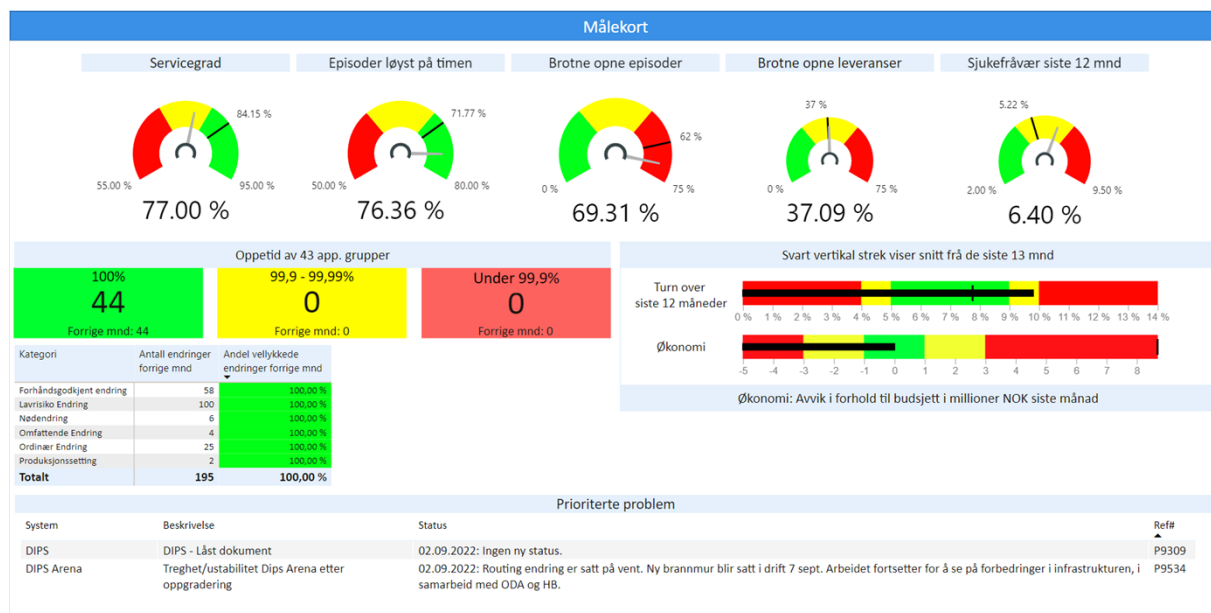 Målekort
Servicegrad
Episoder løyst på timen
Brotne opne episoder
Brotne opne leveranser
Sjukefråvær siste 12 mnd
84.15 %
55.00 %
95.00 %
77.00 %
71.77 %
50.00 %
80.00 %
76.36 %
62 %
0 %
75 %
69.31 %
37 %
0 %
75 %
37.09 %
5.22 %
2.00 %
9.50 %
6.40 %
Oppetid av 43 app. grupper
100%
44
Forrige mnd: 44
99,9 - 99,99%
0
Forrige mnd: 0
Under 99,9%
0
Forrige mnd: 0
Svart vertikal strek viser snitt frå de siste 13 mnd
Turn over
siste 12 måneder
0 % 1 % 2 % 3 % 4 % 5 % 6 % 7 % 8 % 9 % 10 % 11 % 12 % 13 % 14 %
Økonomi
-5 -4 -3 -2 -1 0 1 2 3 4 5 6 7 8
Økonomi: Avvik i forhold til budsjett i millioner NOK siste månad
Kategori Antall endringer Andel vellykkede
forrige mnd endringer forrige mnd
Forhåndsgodkjent endring 58 100,00 %
Lavrisiko Endring 100 100,00 %
Nødendring 6 100,00 %
Omfattende Endring 4 100,00 %
Ordinær Endring 25 100,00 %
Produksjonssetting 2 100,00 %
Totalt 195 100,00 %
Prioriterte problem
System Beskrivelse Status Ref#
DIPS DIPS - Låst dokument 02.09.2022: Ingen ny status. P9309
DIPS Arena Treghet/ustabilitet Dips Arena etter 02.09.2022: Routing endring er satt på vent. Ny brannmur blir satt i drift 7 sept. Arbeidet fortsetter for å se på forbedringer i infrastrukturen, i P9534
oppgradering samarbeid med ODA og HB.